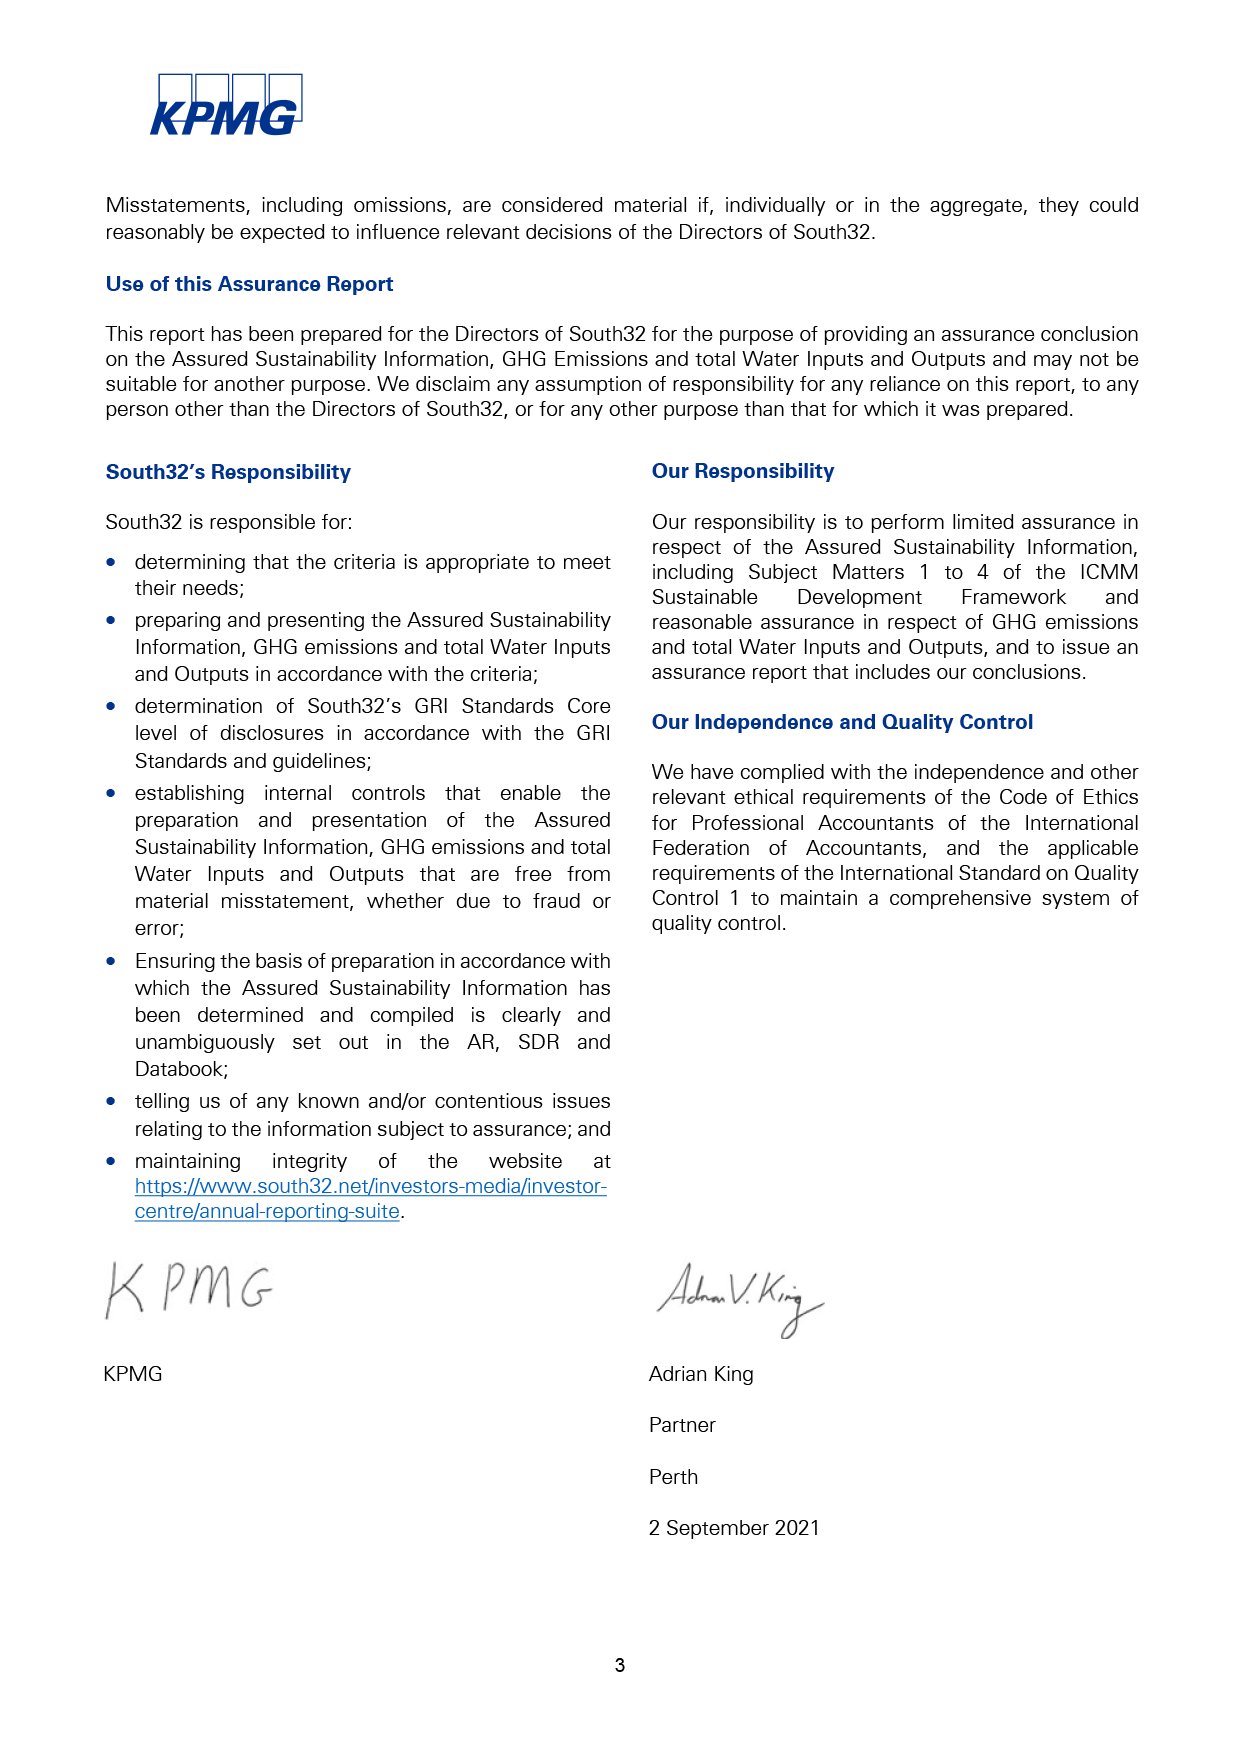 KPMG
Misstatements, including omissions, are considered material if, individually or in the aggregate, they could
reasonably be expected to influence relevant decisions of the Directors of South32.
Use of this Assurance Report
This report has been prepared for the Directors of South32 for the purpose of providing an assurance conclusion
on the Assured Sustainability Information, GHG Emissions and total Water Inputs and Outputs and may not be
suitable for another purpose. We disclaim any assumption of responsibility for any reliance on this report, to any
person other than the Directors of South32, or for any other purpose than that for which it was prepared.
South32’s Responsibility
South32 is responsible for:
• determining that the criteria is appropriate to meet
their needs;
• preparing and presenting the Assured Sustainability
Information, GHG emissions and total Water Inputs
and Outputs in accordance with the criteria;
• determination of South32’s GRI Standards Core
level of disclosures in accordance with the GRI
Standards and guidelines;
• establishing internal controls that enable the
preparation and presentation of the Assured
Sustainability Information, GHG emissions and total
Water Inputs and Outputs that are free from
material misstatement, whether due to fraud or
error;
• Ensuring the basis of preparation in accordance with
which the Assured Sustainability Information has
been determined and compiled is clearly and
unambiguously set out in the AR, SDR and
Databook;
• telling us of any known and/or contentious issues
relating to the information subject to assurance; and
• maintaining integrity of the website at
https://www.south32.net/investors-media/investor-
centre/annual-reporting-suite.
Our Responsibility
Our responsibility is to perform limited assurance in
respect of the Assured Sustainability Information,
including Subject Matters 1 to 4 of the ICMM
Sustainable Development Framework and
reasonable assurance in respect of GHG emissions
and total Water Inputs and Outputs, and to issue an
assurance report that includes our conclusions.
Our Independence and Quality Control
We have complied with the independence and other
relevant ethical requirements of the Code of Ethics
for Professional Accountants of the International
Federation of Accountants, and the applicable
requirements of the International Standard on Quality
Control 1 to maintain a comprehensive system of
quality control.
KPMG
Adrian V. King
KPMG
Adrian King
Partner
Perth
2 September 2021
3